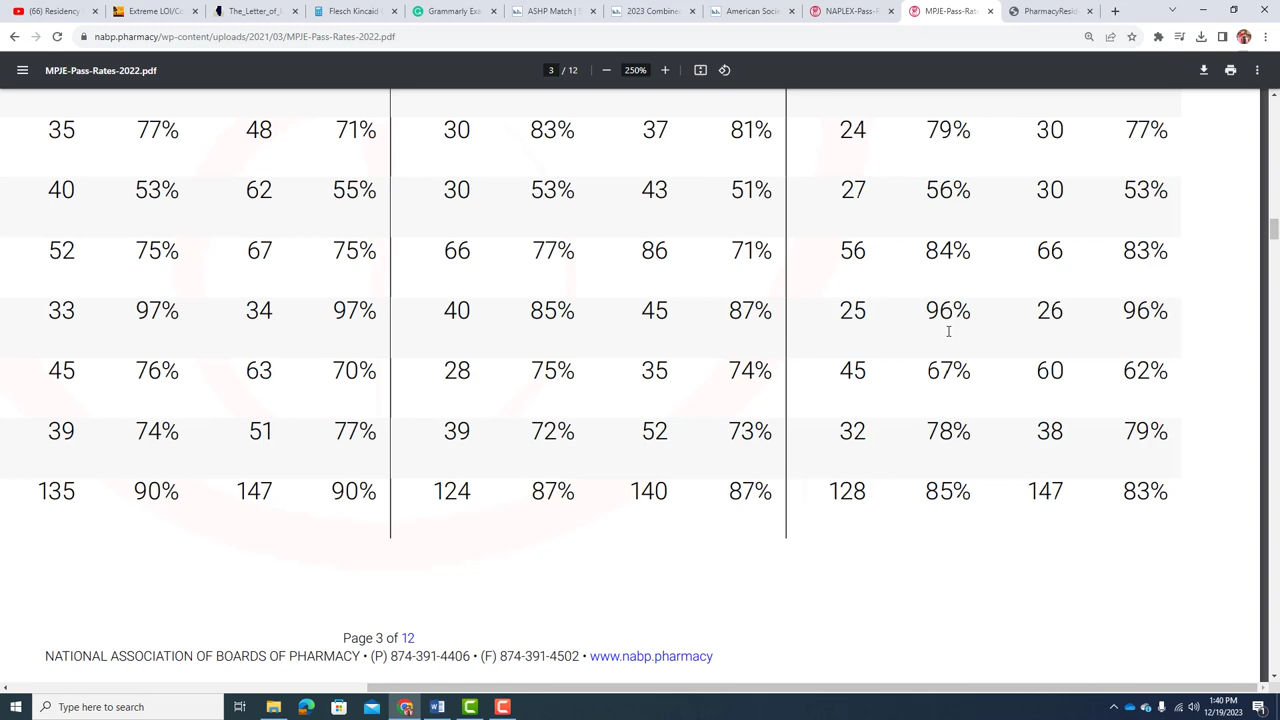 (66) Residency
Extreme LOI/Co
The_Letter_of_I
Flesch Kincaid
Grammarly Exa
ASHP Match | S
2023 Combined
American Socie
NAPLEX-Pass-R
MPJE-Pass-Rate
PharmacyResid
nabp.pharmacy/wp-content/uploads/2021/03/MPJE-Pass-Rates-2022.pdf
MPJE-Pass-Rates-2022.pdf 3 / 12 250%
35 77% 48 71% 30 83% 37 81% 24 79% 30 77%
40 53% 62 55% 30 53% 43 51% 27 56% 30 53%
52 75% 67 75% 66 77% 86 71% 56 84% 66 83%
33 97% 34 97% 40 85% 45 87% 25 96% 26 96%
45 76% 63 70% 28 75% 35 74% 45 67% 60 62%
39 74% 51 77% 39 72% 52 73% 32 78% 38 79%
135 90% 147 90% 124 87% 140 87% 128 85% 147 83%
Page 3 of 12
NATIONAL ASSOCIATION OF BOARDS OF PHARMACY • (P) 874-391-4406 • (F) 874-391-4502 • www.nabp.pharmacy
Type here to search
1:40 PM
12/19/2023